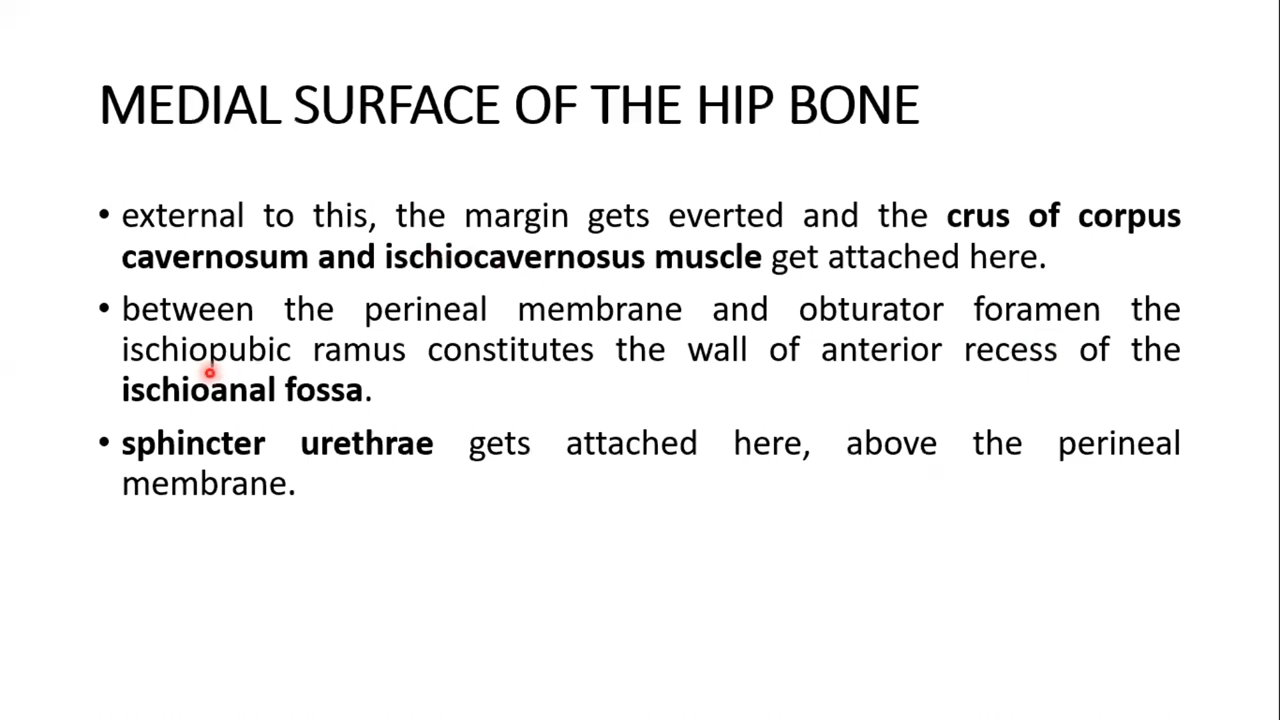 MEDIAL SURFACE OF THE HIP BONE
• external to this, the margin gets everted and the crus of corpus
cavernosum and ischiocavernosus muscle get attached here.
• between the perineal membrane and obturator foramen the
ischiopubic ramus constitutes the wall of anterior recess of the
ischioanal fossa.
• sphincter urethrae gets attached here, above the perineal
membrane.